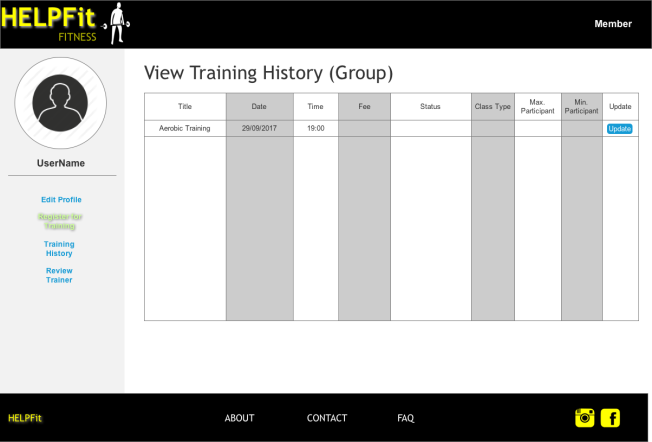 HELPFit
FITNESS
Member
UserName
Edit Profile
Register for
Training
Training
History
Review
Trainer
View Training History (Group)
Title Date Time Fee Status Class Type Max. Participant Min. Participant Update
Aerobic Training 29/09/2017 19:00 Update
HELPFit ABOUT CONTACT FAQ